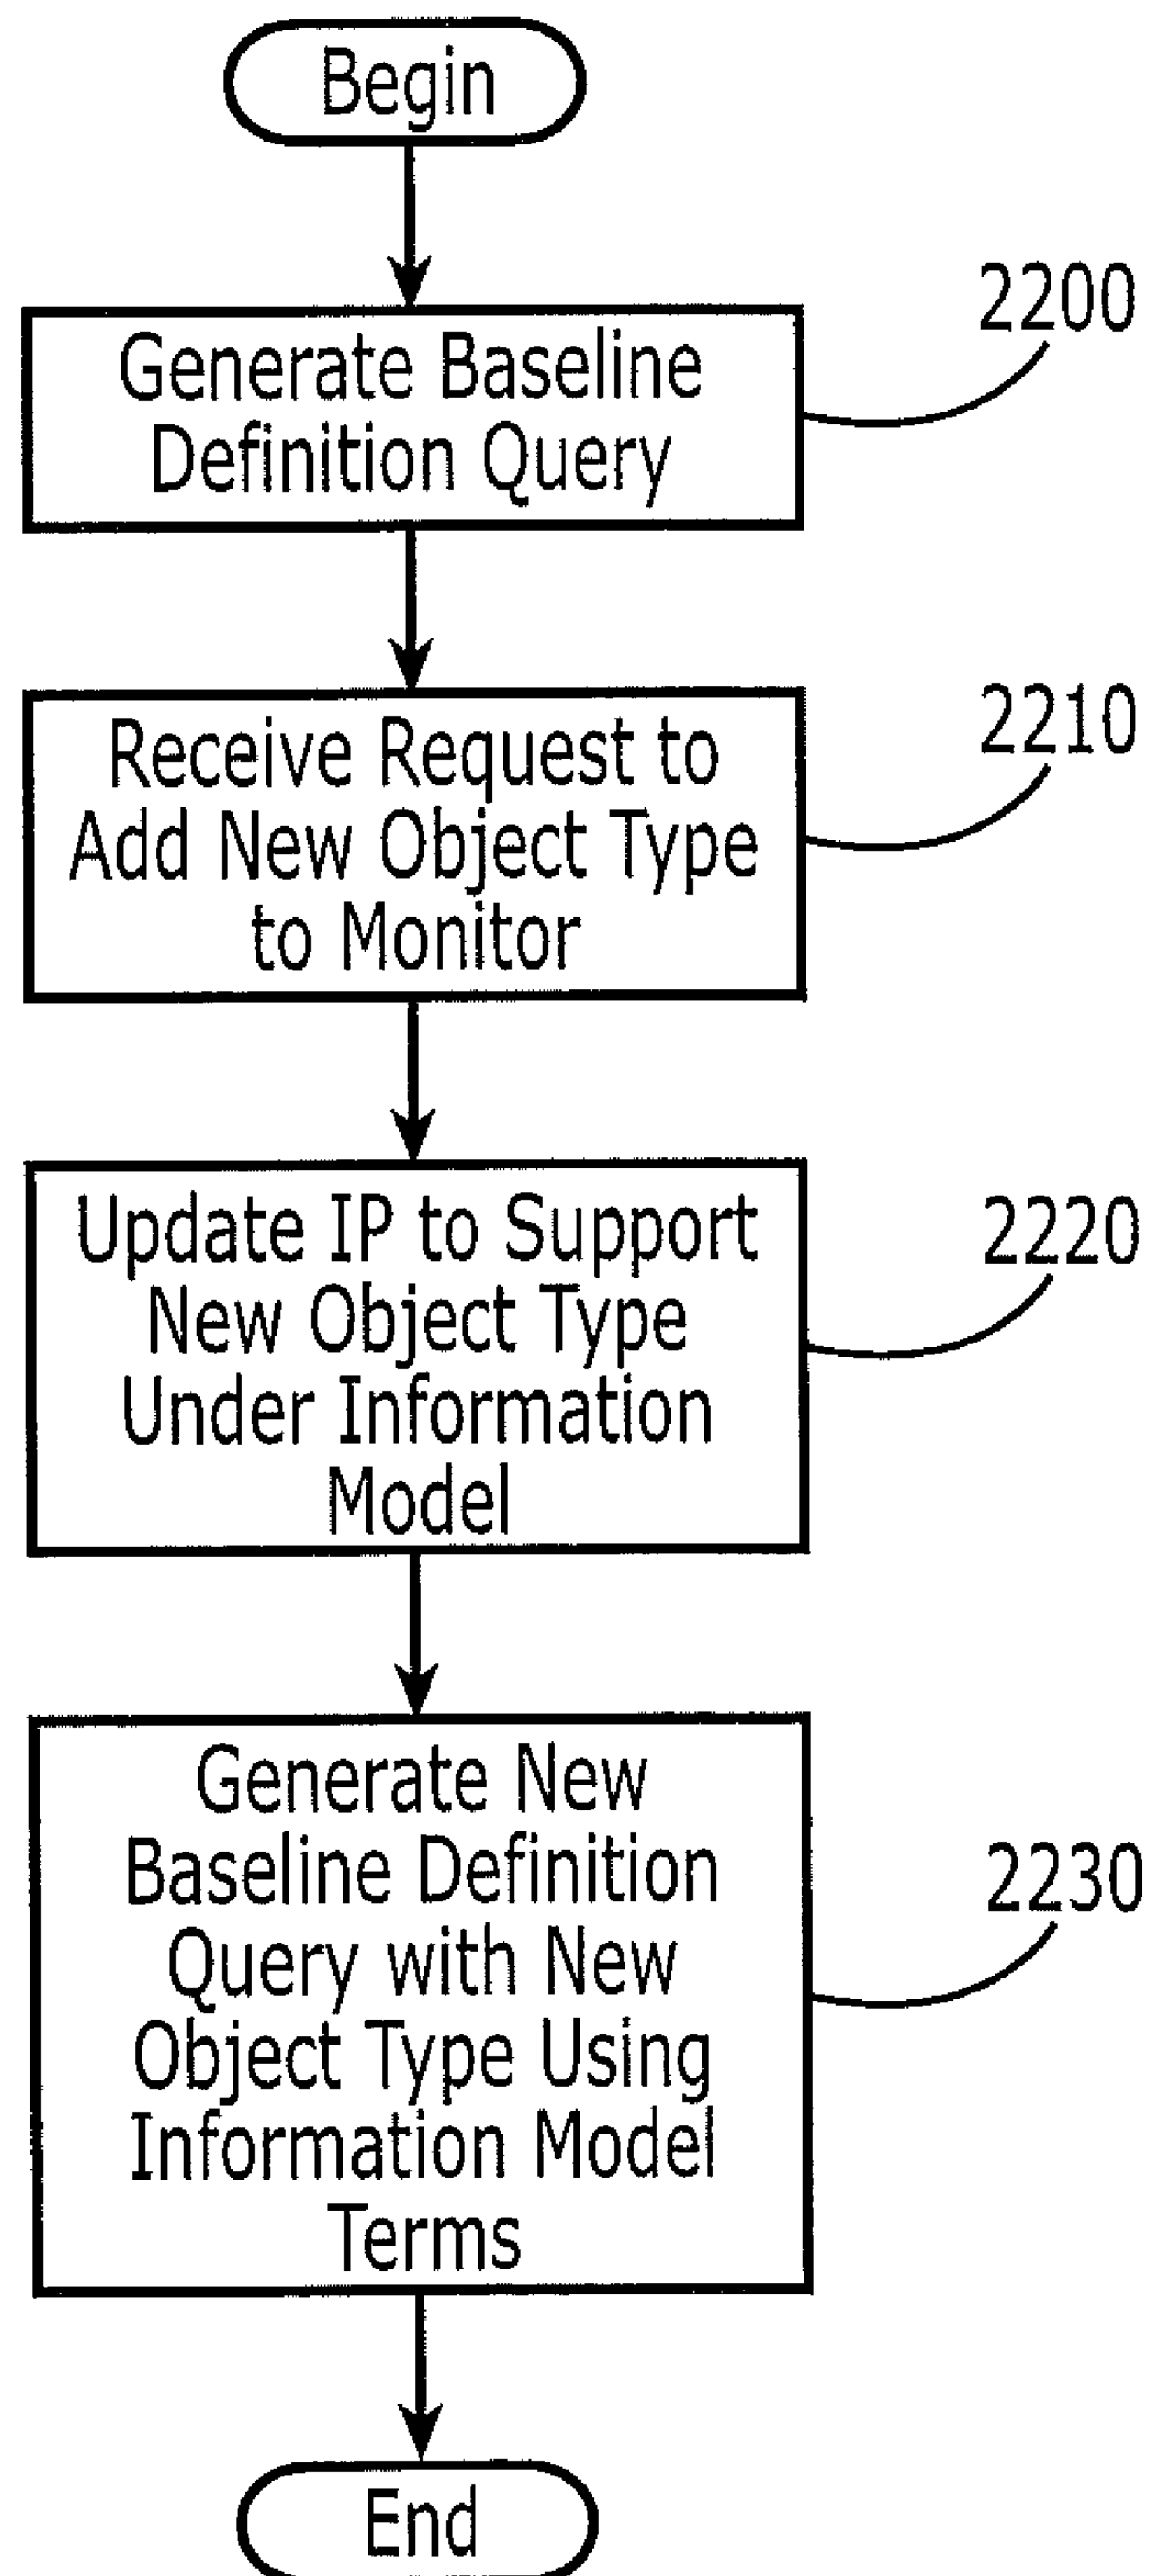 Begin
2200
Generate Baseline
Definition Query
2210
Receive Request to
Add New Object Type
to Monitor
2220
Update IP to Support
New Object Type
Under Information
Model
2230
Generate New
Baseline Definition
Query with New
Object Type Using
Information Model
Terms
End